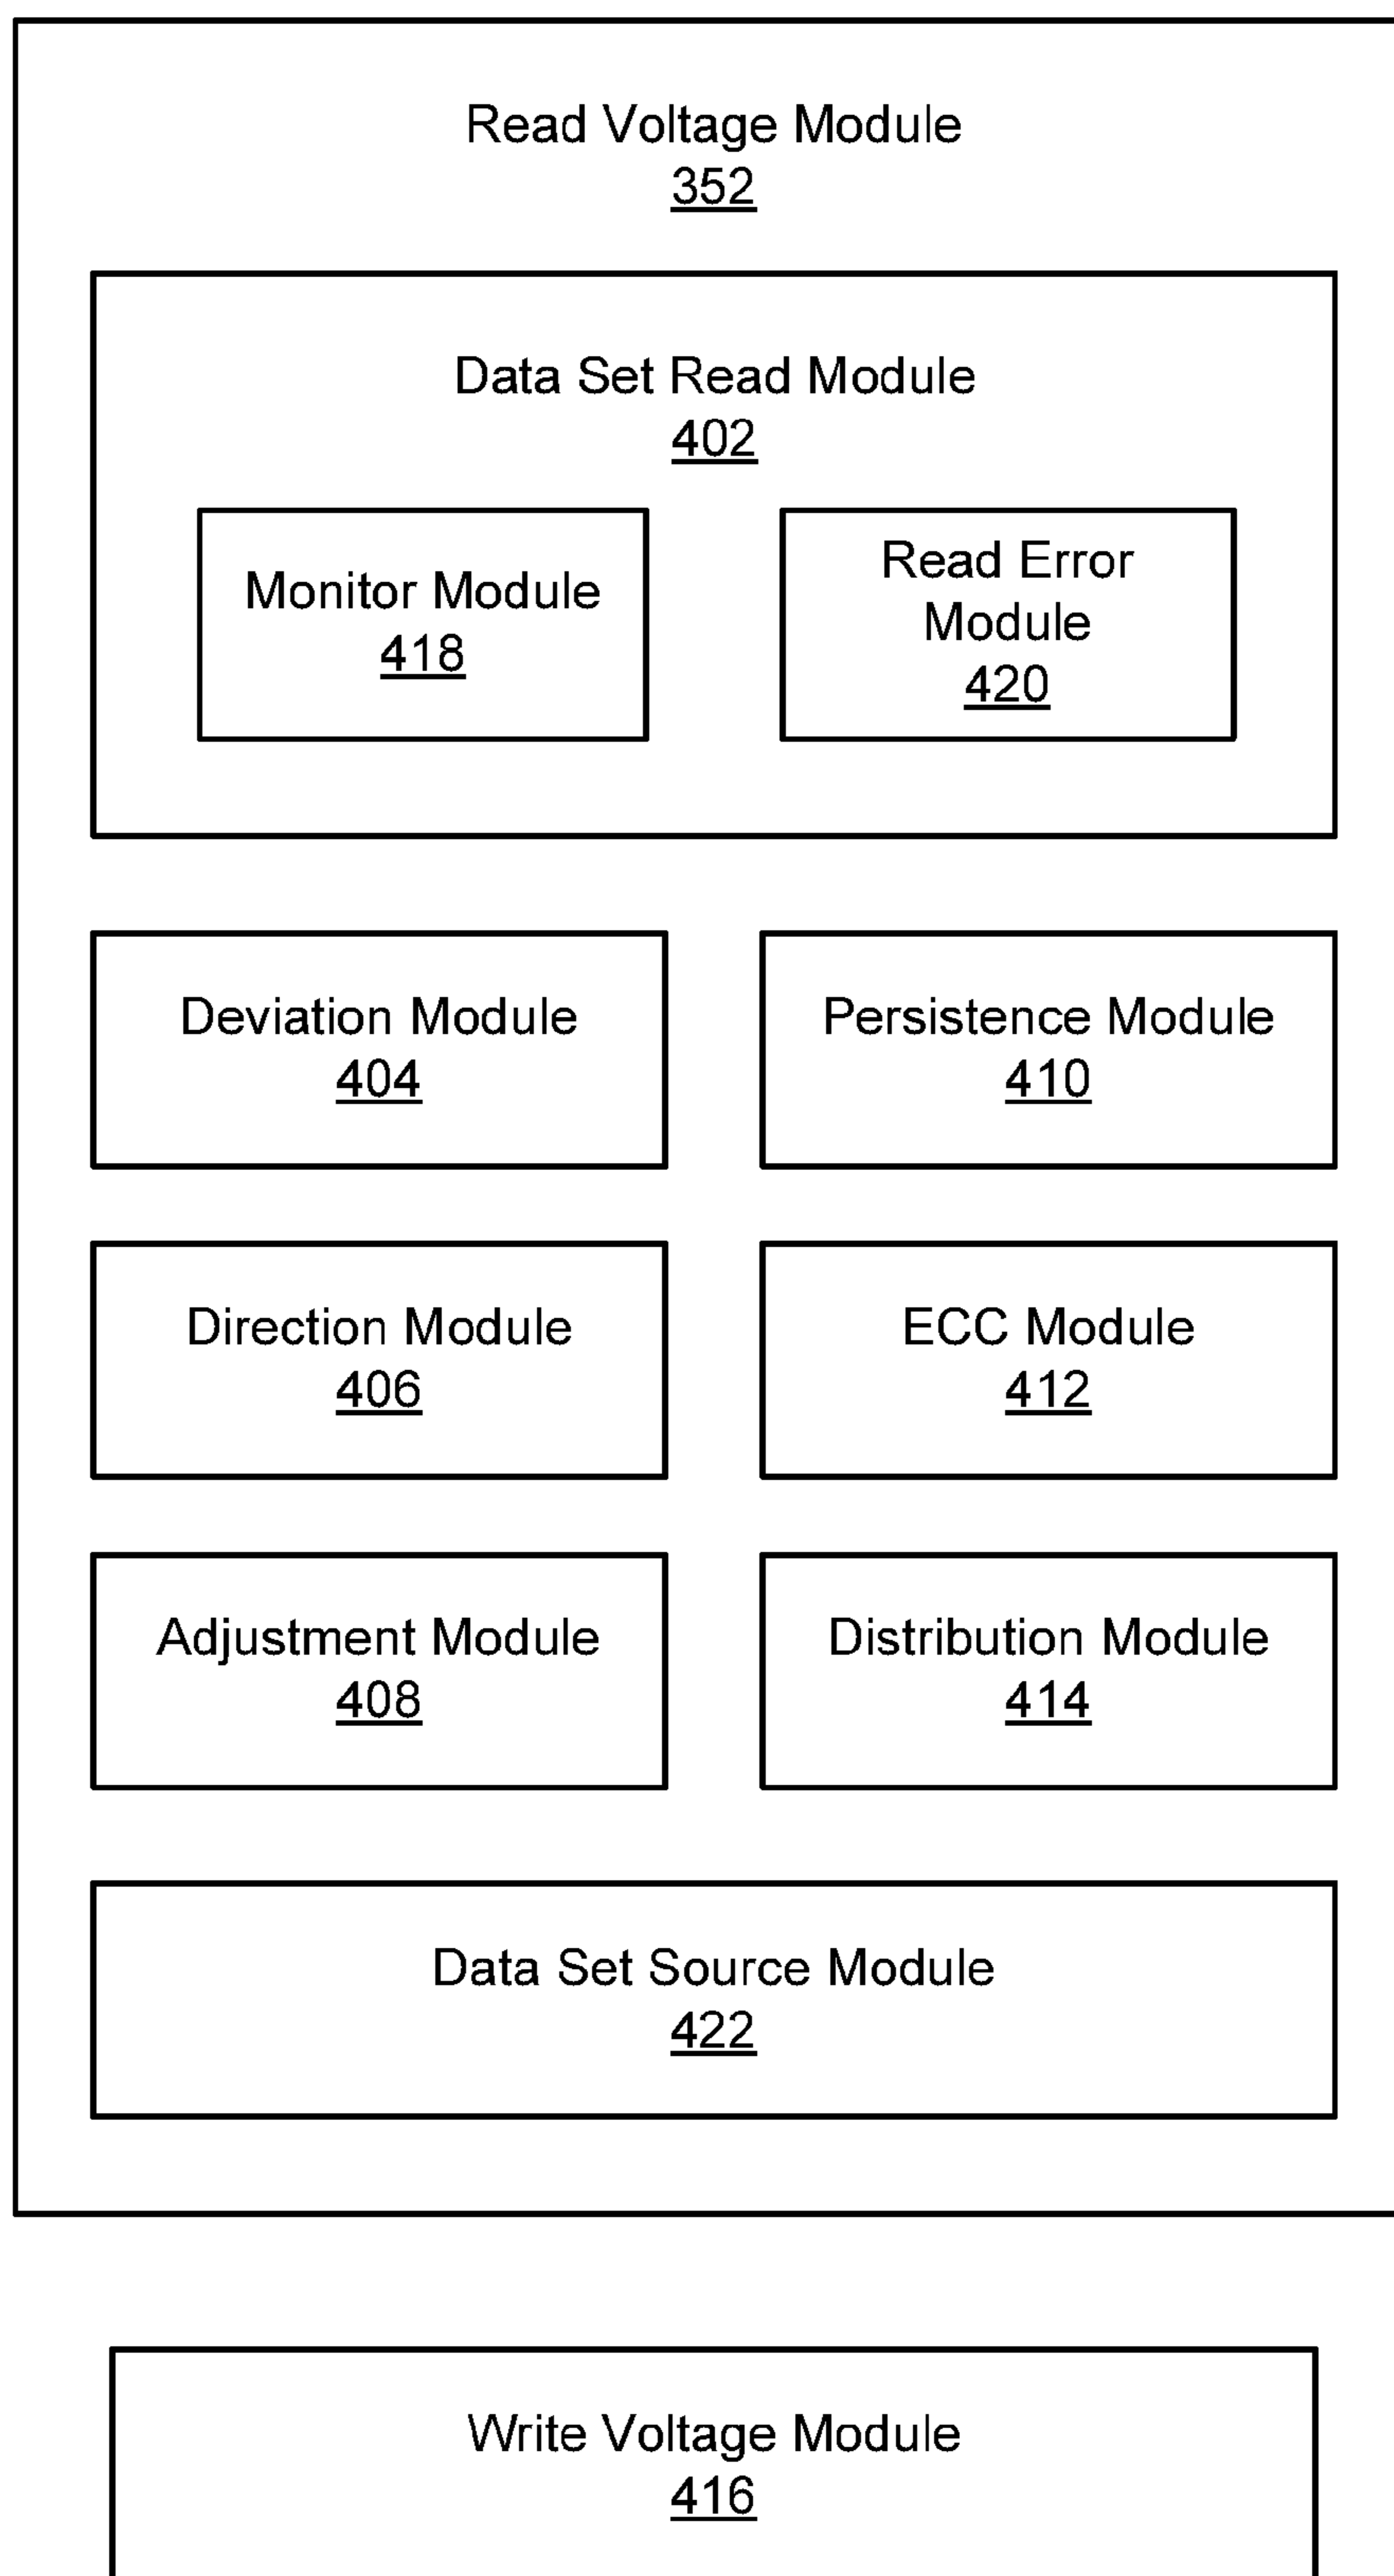 Read Voltage Module
352
Data Set Read Module
402
Monitor Module
418
Read Error
Module
420
Deviation Module
404
Persistence Module
410
Direction Module
406
ECC Module
412
Adjustment Module
408
Distribution Module
414
Data Set Source Module
422
Write Voltage Module
416